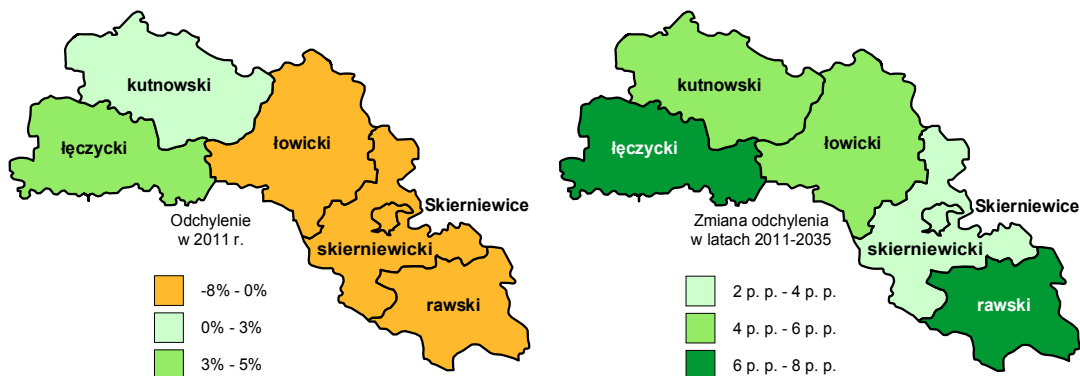 kutnowski
łęczycki
łowicki
Skierniewice
skierniewicki
rawski
Odchylenie
w 2011 r.
-8% - 0%
0% - 3%
3% - 5%
kutnowski
łęczycki
łowicki
Skierniewice
skierniewicki
rawski
Zmiana odchylenia
w latach 2011-2035
2 p. p. - 4 p. p.
4 p. p. - 6 p. p.
6 p. p. - 8 p. p.